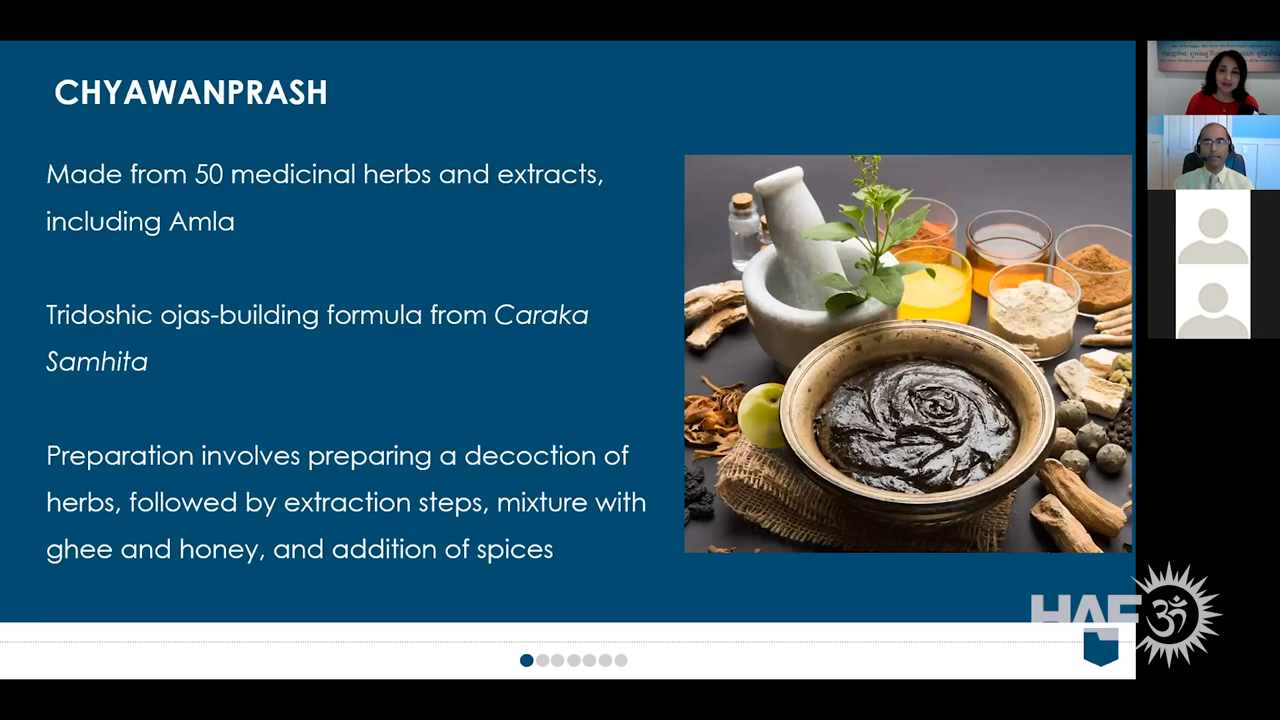 CHYAWANPRASH
Made from 50 medicinal herbs and extracts,
including Amla
Tridoshic ojas-building formula from Caraka
Samhita
Preparation involves preparing a decoction of
herbs, followed by extraction steps, mixture with
ghee and honey, and addition of spices
HAF
ॐ